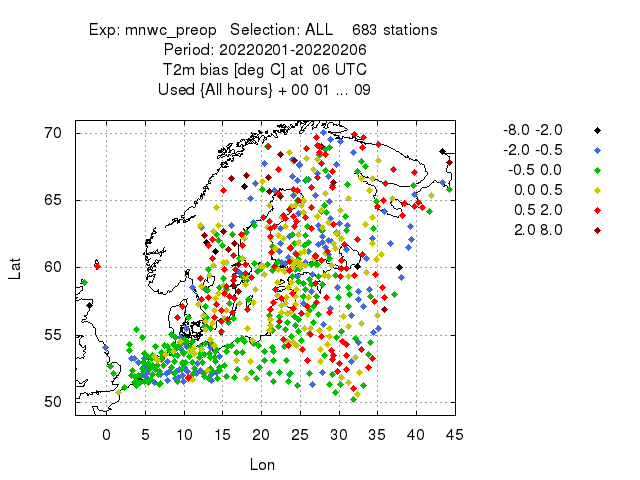 Exp: mnwc_preop   Selection: ALL    683 stations
Period: 20220201-20220206
T2m bias [deg C] at  06 UTC
Used {All hours} + 00 01 ... 09
-8.0 -2.0
-2.0 -0.5
-0.5 0.0
0.0 0.5
0.5 2.0
2.0 8.0
70
65
60
55
50
Lat
0 5 10 15 20 25 30 35 40 45
Lon